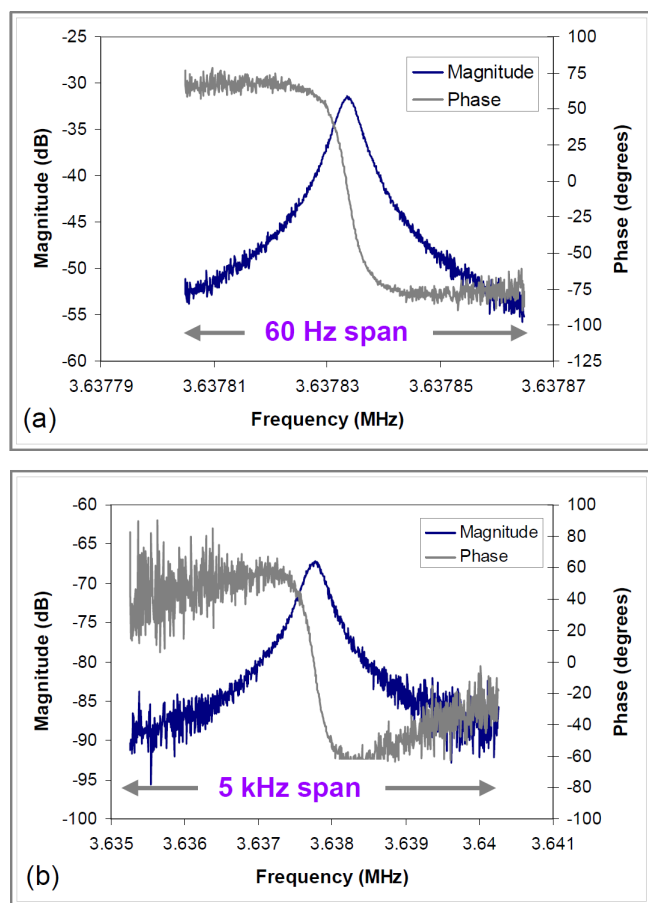 -25
-30
-35
-40
-45
-50
-55
-60
Magnitude (dB)
100
75
50
25
0
-25
-50
-75
-100
-125
Phase (degrees)
Magnitude
Phase
60 Hz span
3.63779 3.63781 3.63783 3.63785 3.63787
Frequency (MHz)
(a)
-60
-65
-70
-75
-80
-85
-90
-95
-100
Magnitude (dB)
100
80
60
40
20
0
-20
-40
-60
-80
-100
Phase (degrees)
Magnitude
Phase
5 kHz span
3.635 3.636 3.637 3.638 3.639 3.64 3.641
Frequency (MHz)
(b)